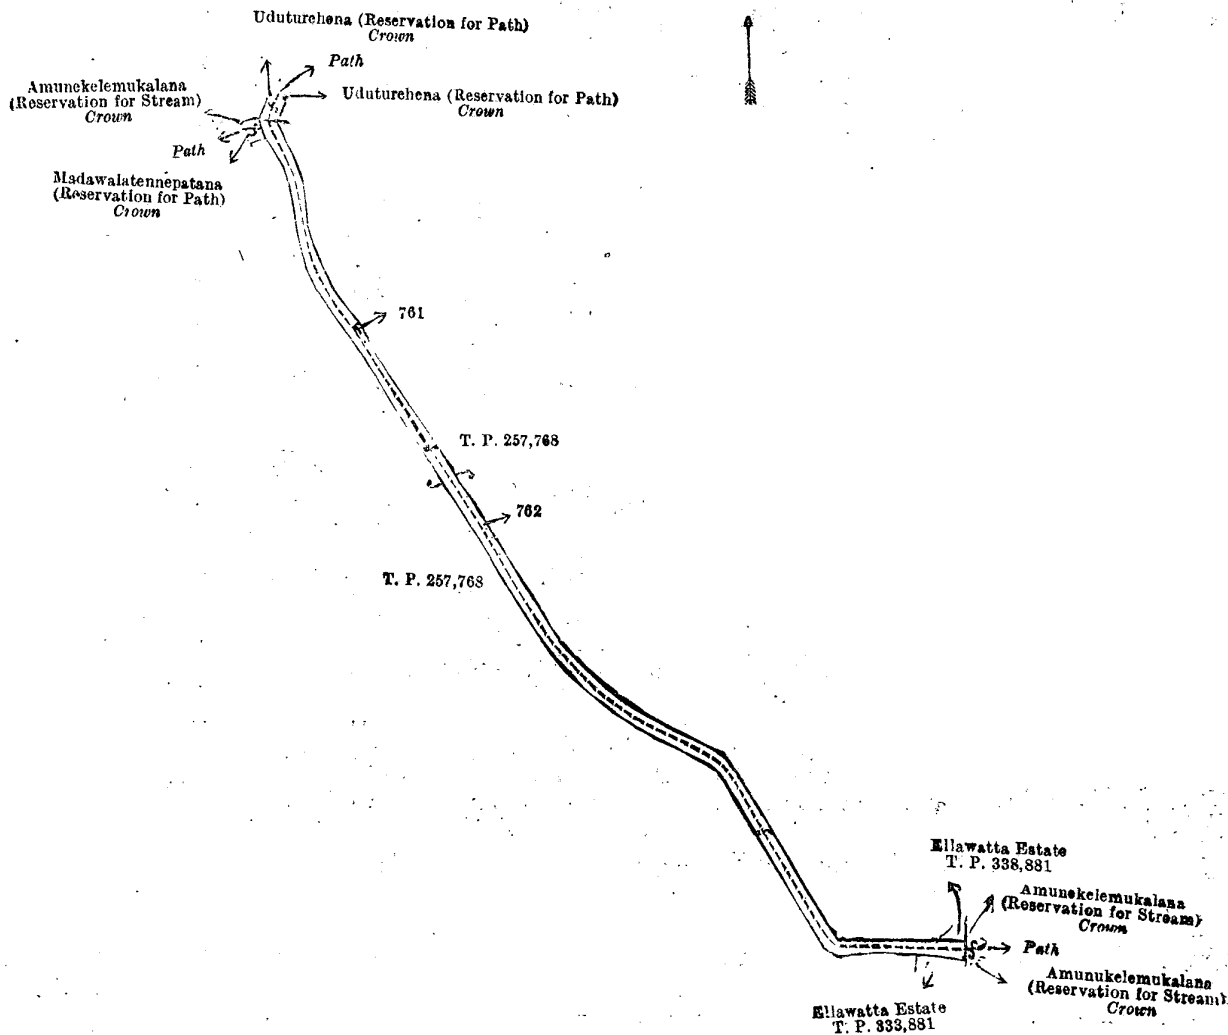 Uduturehena (Reservation for Path)
Crown
Path
Amunekelemukalana
(Reservation for Stream)
Crown
Uduturehena (Reservation for Path)
Crown
Path
Madawalatennepatana
(Reservation for Path)
Crown
761
T. P. 257,768
762
T. P. 257,768
Ellawatta Estate
T. P. 338,881
Amunekelemukalana
(Reservation for Stream)
Crown
Path
Amunukelemukalana
(Reservation for Stream)
Crown
Ellawatta Estate
T. P. 333,881